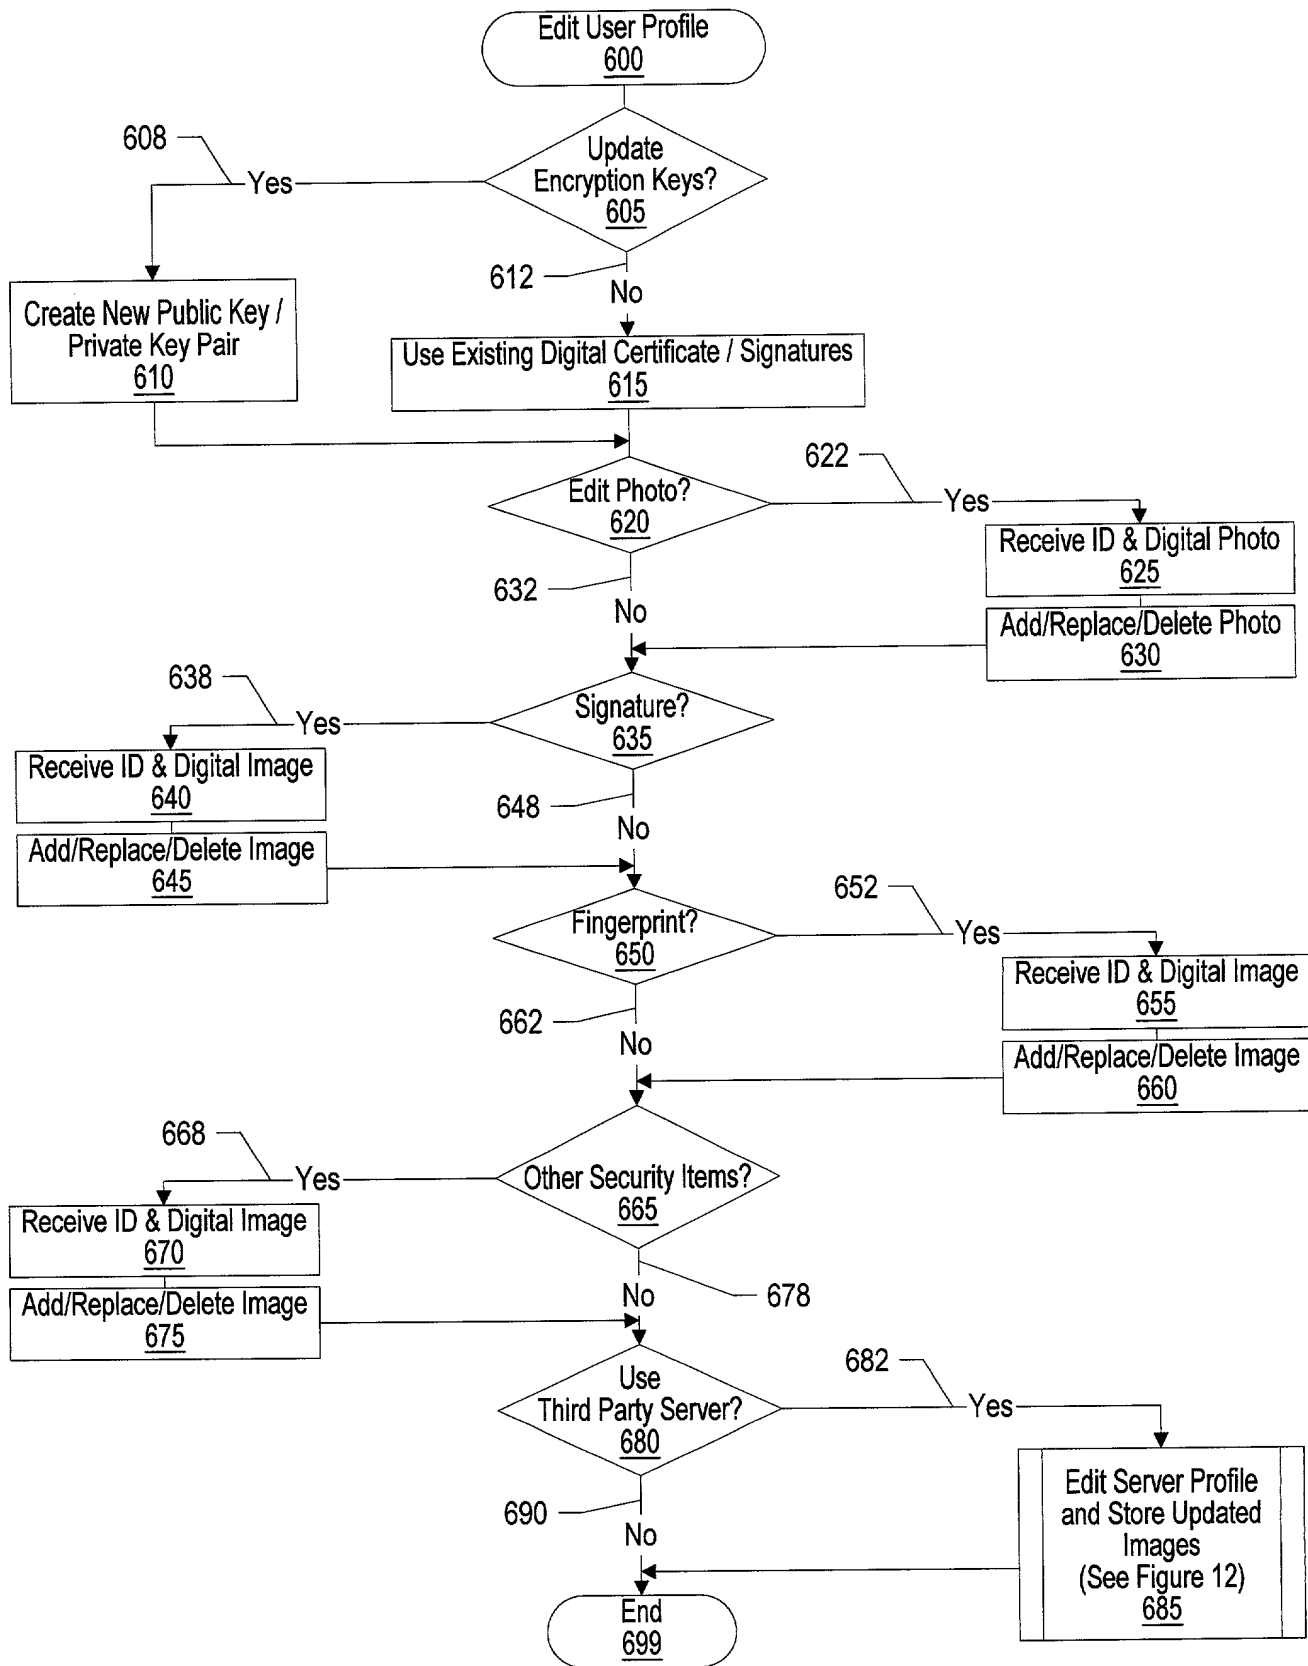 Edit User Profile
600
608
Yes
Update
Encryption Keys?
605
612
No
Create New Public Key /
Private Key Pair
610
Use Existing Digital Certificate / Signatures
615
622
Yes
Edit Photo?
620
Receive ID & Digital Photo
625
632
No
Add/Replace/Delete Photo
630
638
Yes
Signature?
635
Receive ID & Digital Image
640
648
No
Add/Replace/Delete Image
645
652
Yes
Fingerprint?
650
Receive ID & Digital Image
655
662
No
Add/Replace/Delete Image
660
668
Yes
Other Security Items?
665
Receive ID & Digital Image
670
No
678
Add/Replace/Delete Image
675
Use
Third Party Server?
680
682
Yes
Edit Server Profile
and Store Updated
Images
(See Figure 12)
685
690
No
End
699